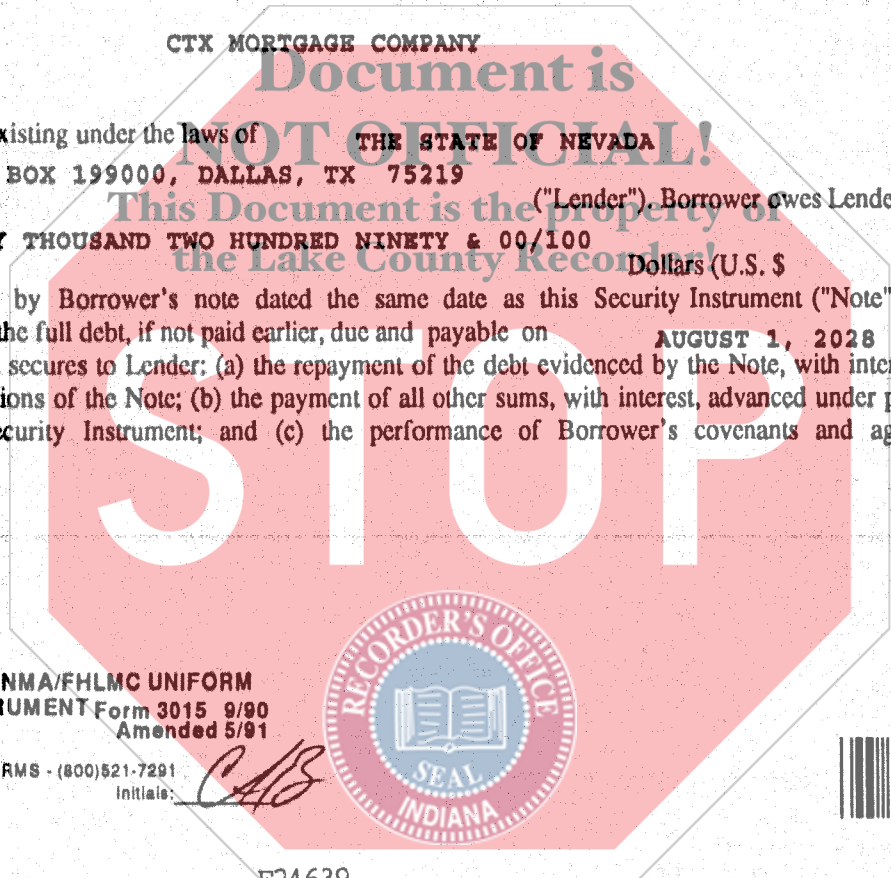 CTX MORTGAGE COMPANY
Document is
xisting under the laws of THE STATE OF NEVADA
NOT OFFICIAL!
BOX 199000, DALLAS, TX 75219
("Lender"). Borrower owes Lende
This Document is the property of
Y THOUSAND TWO HUNDRED NINETY & 00/100
the Lake County Recorder!
Dollars (U.S. $
by Borrower's note dated the same date as this Security Instrument ("Note"
he full debt, if not paid earlier, due and payable on AUGUST 1, 2028
secures to Lender: (a) the repayment of the debt evidenced by the Note, with inter
ions of the Note; (b) the payment of all other sums, with interest, advanced under p
ecurity Instrument; and (c) the performance of Borrower's covenants and ag
STOP
RECORDER'S OFFICE
SEAL
INDIANA
NMA/FHLMC UNIFORM
UMENT Form 3015 9/90
Amended 5/91
RMS - (800)521-7291
Initials: CAB